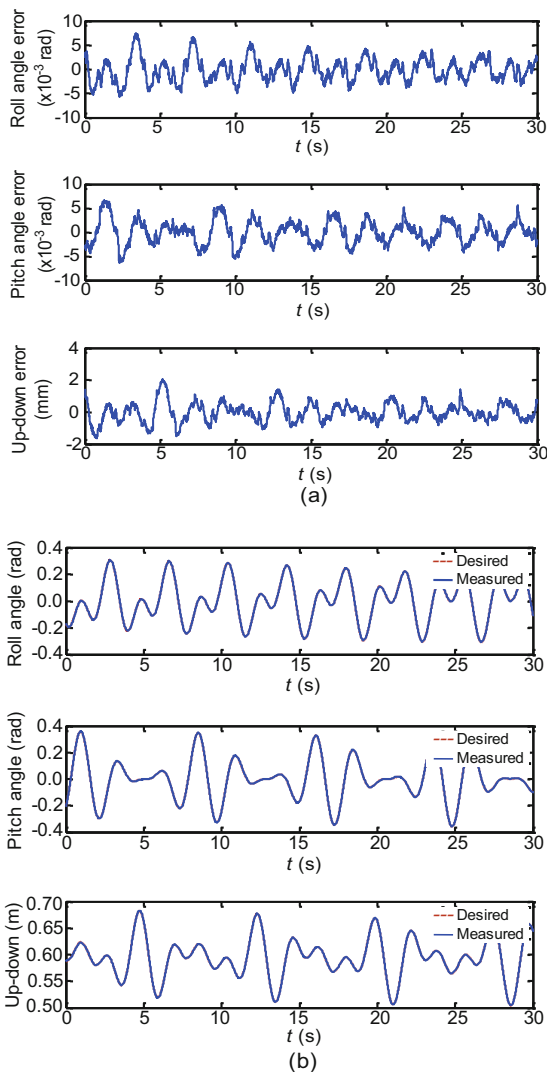 10
5
0
-5
-10
Roll angle error
(x10-3 rad)
0 5 10 15 20 25 30
t (s)
10
5
0
-5
-10
Pitch angle error
(x10-3 rad)
0 5 10 15 20 25 30
t (s)
4
2
0
-2
Up-down error
(mm)
0 5 10 15 20 25 30
t (s)
(a)
0.4
0.2
0.0
-0.2
-0.4
Roll angle (rad)
Desired
Measured
0 5 10 15 20 25 30
t (s)
0.4
0.2
0.0
-0.2
-0.4
Pitch angle (rad)
Desired
Measured
0 5 10 15 20 25 30
t (s)
0.70
0.65
0.60
0.55
0.50
Up-down (m)
Desired
Measured
0 5 10 15 20 25 30
t (s)
(b)